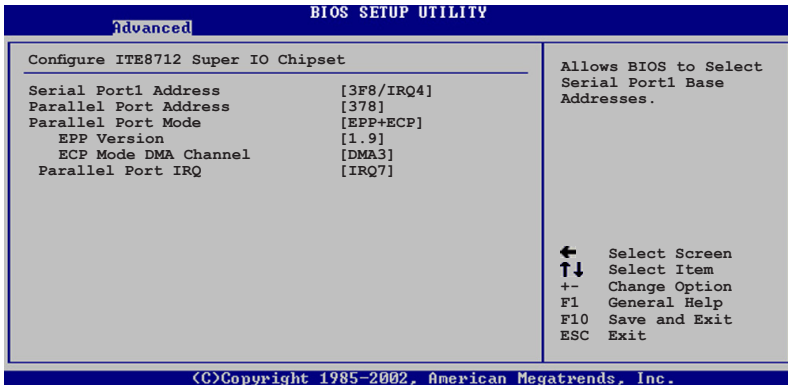 BIOS SETUP UTILITY
Advanced
Configure ITE8712 Super IO Chipset
Serial Port1 Address [3F8/IRQ4]
Parallel Port Address [378]
Parallel Port Mode [EPP+ECP]
EPP Version [1.9]
ECP Mode DMA Channel [DMA3]
Parallel Port IRQ [IRQ7]
Allows BIOS to Select
Serial Port1 Base
Addresses.
← Select Screen
↑↓ Select Item
+- Change Option
F1 General Help
F10 Save and Exit
ESC Exit
(C)Copyright 1985-2002, American Megatrends, Inc.